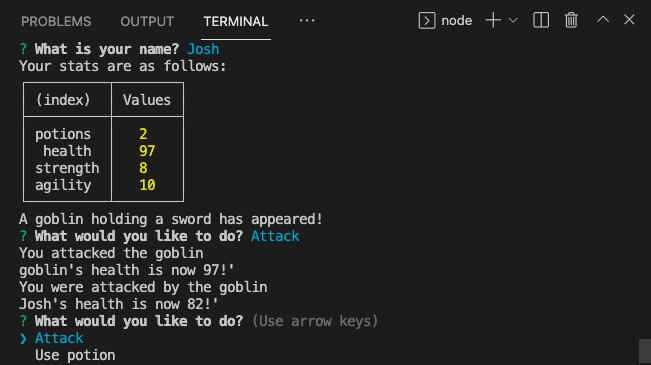 PROBLEMS OUTPUT TERMINAL ··· node
? What is your name? Josh
Your stats are as follows:
(index) Values
potions 2
health 97
strength 8
agility 10
A goblin holding a sword has appeared!
? What would you like to do? Attack
You attacked the goblin
goblin's health is now 97!'
You were attacked by the goblin
Josh's health is now 82!'
? What would you like to do? (Use arrow keys)
❯ Attack
Use potion